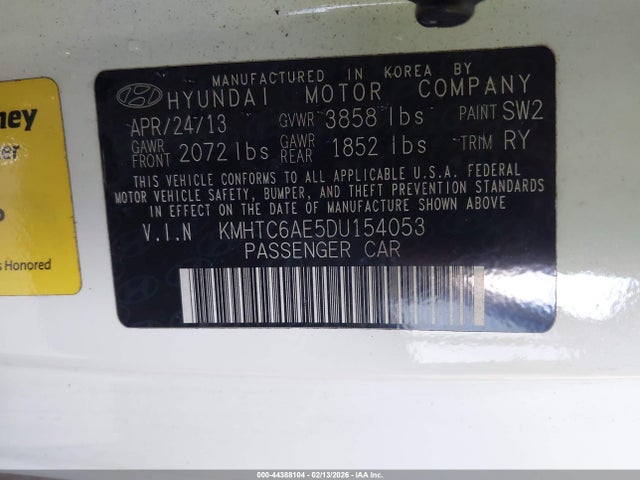 MANUFACTURED IN KOREA BY
HYUNDAI MOTOR COMPANY
APR/24/13 GVWR 3858 lbs PAINT SW2
GAWR FRONT 2072 lbs GAWR REAR 1852 lbs TRIM RY
THIS VEHICLE CONFORMS TO ALL APPLICABLE U.S.A. FEDERAL
MOTOR VEHICLE SAFETY, BUMPER, AND THEFT PREVENTION STANDARDS
IN EFFECT ON THE DATE OF MANUFACTURE SHOWN ABOVE
V.I.N KMHTC6AE5DU154053
PASSENGER CAR
ney
er
s Honored
000-44388104 - 02/13/2026 - IAAI.COM